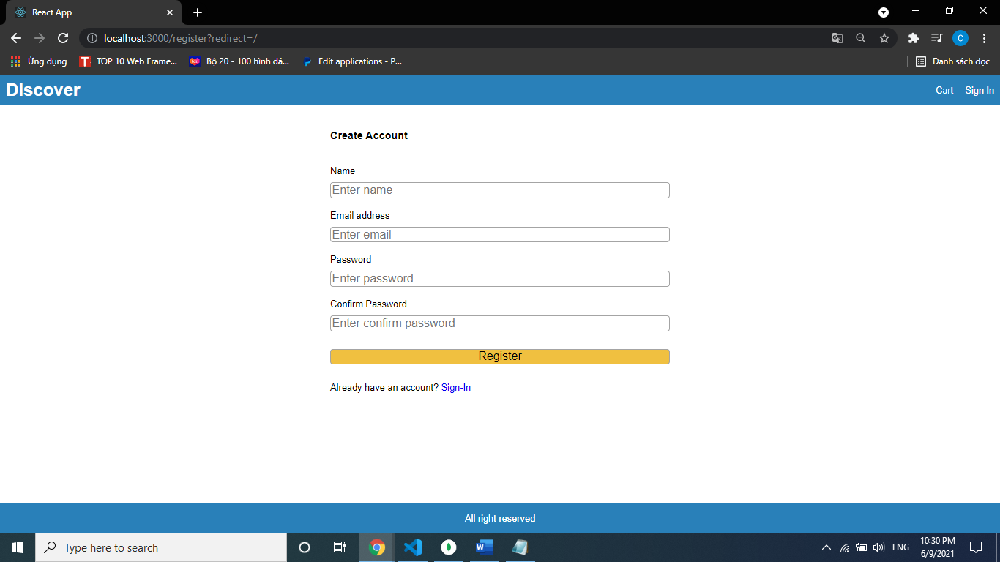 React App
localhost:3000/register?redirect=/
C
Ứng dụng
TOP 10 Web Frame...
Bộ 20 - 100 hình dá...
Edit applications - P...
Danh sách đọc
Discover
Cart
Sign In
Create Account
Name
Enter name
Email address
Enter email
Password
Enter password
Confirm Password
Enter confirm password
Register
Already have an account? Sign-In
All right reserved
Type here to search
ENG
10:30 PM
6/9/2021